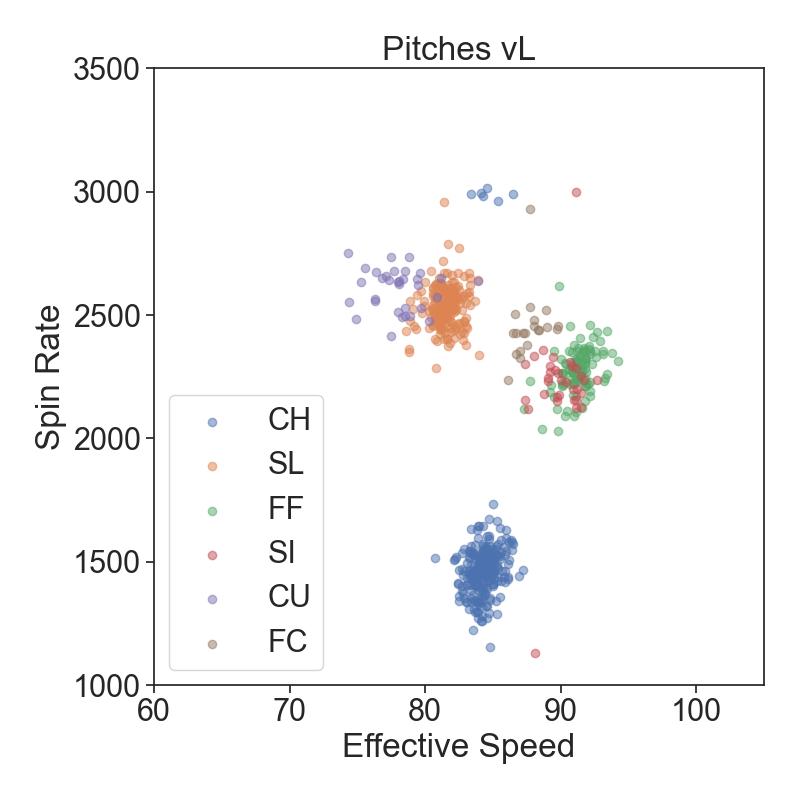 Pitches vL
3500
3000
2500
2000
1500
1000
Spin Rate
CH
SL
FF
SI
CU
FC
60 70 80 90 100
Effective Speed